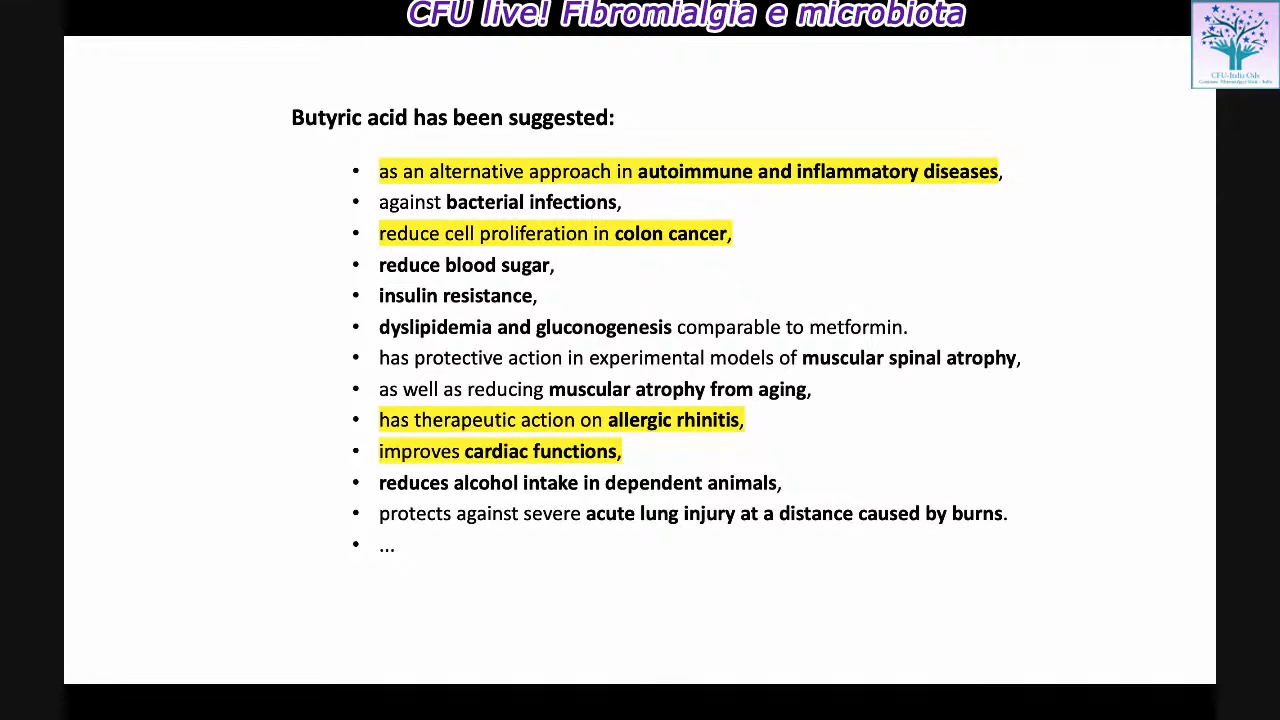 CFU live! Fibromialgia e microbiota
CFU-Italia Odv
Butyric acid has been suggested:
• as an alternative approach in autoimmune and inflammatory diseases,
• against bacterial infections,
• reduce cell proliferation in colon cancer,
• reduce blood sugar,
• insulin resistance,
• dyslipidemia and gluconogenesis comparable to metformin.
• has protective action in experimental models of muscular spinal atrophy,
• as well as reducing muscular atrophy from aging,
• has therapeutic action on allergic rhinitis,
• improves cardiac functions,
• reduces alcohol intake in dependent animals,
• protects against severe acute lung injury at a distance caused by burns.
• ...